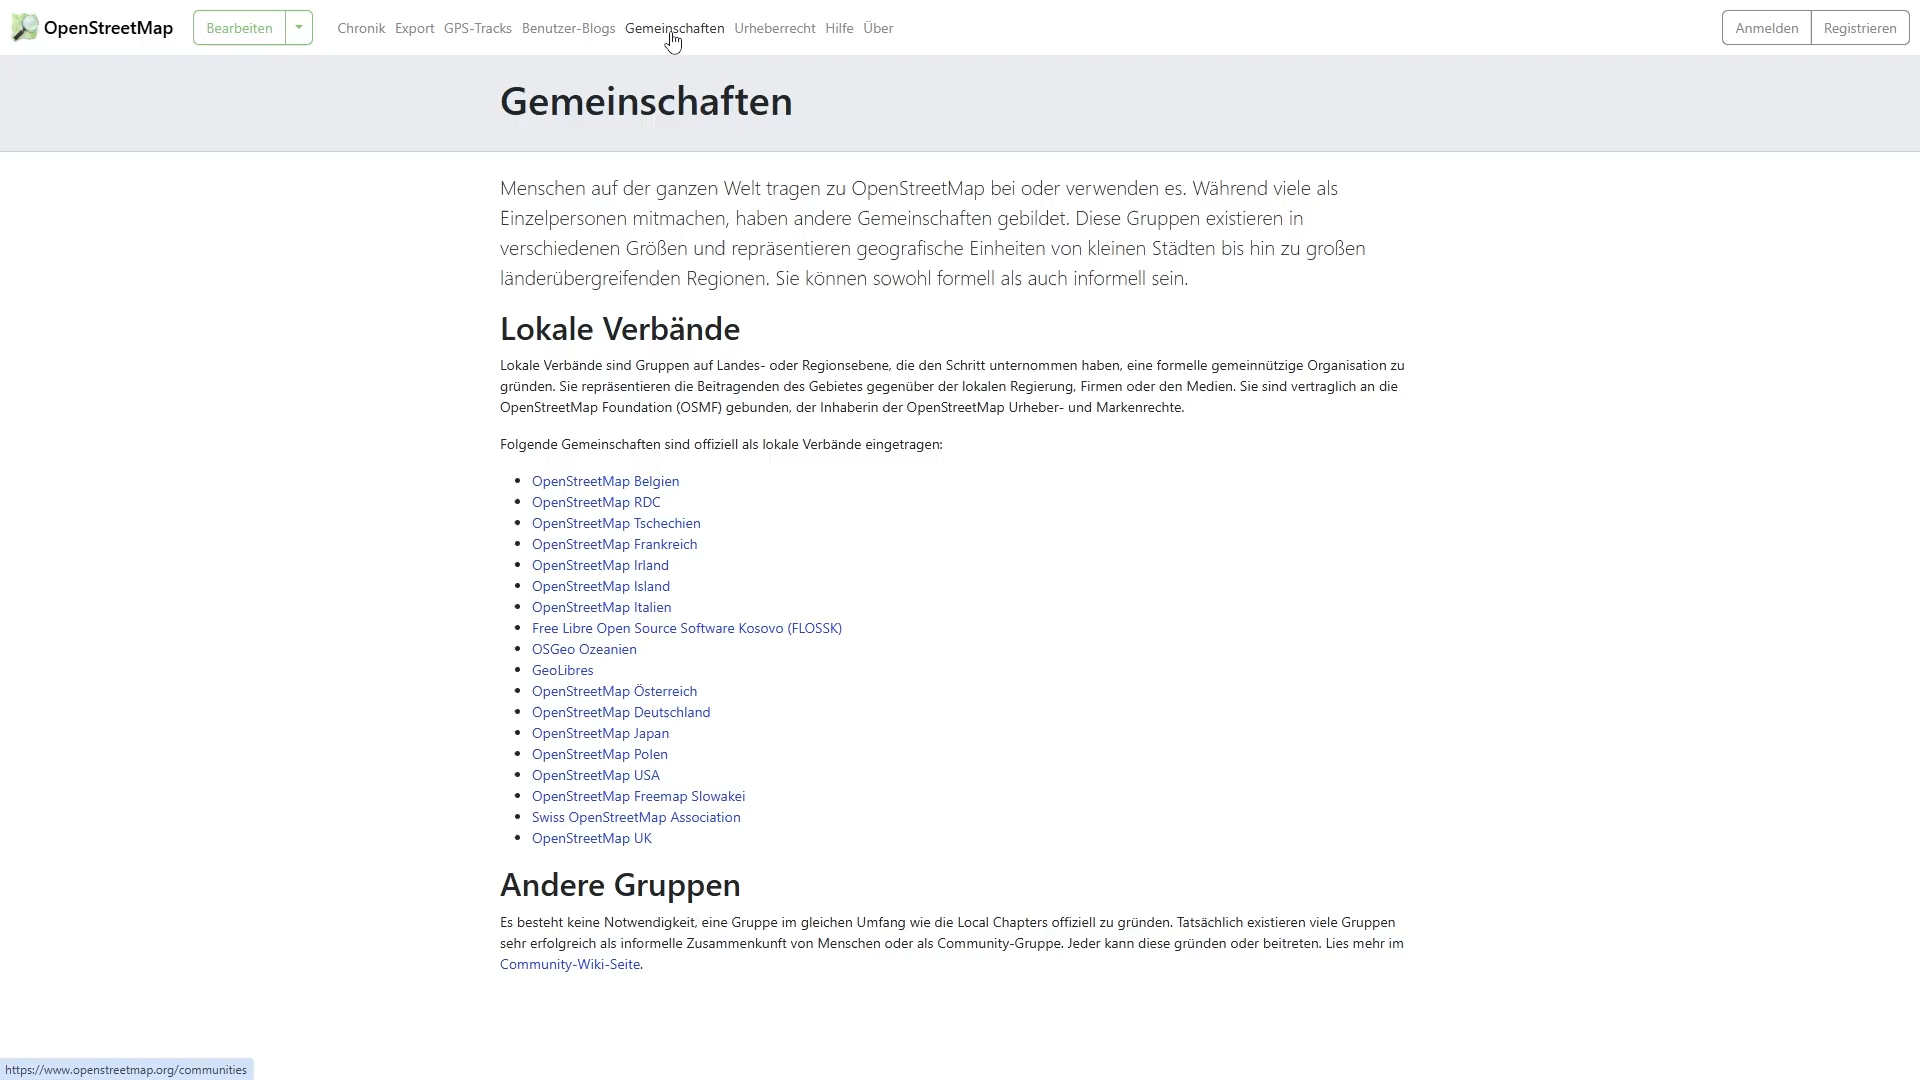 OpenStreetMap
Bearbeiten
Chronik Export GPS-Tracks Benutzer-Blogs Gemeinschaften Urheberrecht Hilfe Über
Anmelden Registrieren
Gemeinschaften
Menschen auf der ganzen Welt tragen zu OpenStreetMap bei oder verwenden es. Während viele als
Einzelpersonen mitmachen, haben andere Gemeinschaften gebildet. Diese Gruppen existieren in
verschiedenen Größen und repräsentieren geografische Einheiten von kleinen Städten bis hin zu großen
länderübergreifenden Regionen. Sie können sowohl formell als auch informell sein.
Lokale Verbände
Lokale Verbände sind Gruppen auf Landes- oder Regionsebene, die den Schritt unternommen haben, eine formelle gemeinnützige Organisation zu
gründen. Sie repräsentieren die Beitragenden des Gebietes gegenüber der lokalen Regierung, Firmen oder den Medien. Sie sind vertraglich an die
OpenStreetMap Foundation (OSMF) gebunden, der Inhaberin der OpenStreetMap Urheber- und Markenrechte.
Folgende Gemeinschaften sind offiziell als lokale Verbände eingetragen:
OpenStreetMap Belgien
OpenStreetMap RDC
OpenStreetMap Tschechien
OpenStreetMap Frankreich
OpenStreetMap Irland
OpenStreetMap Island
OpenStreetMap Italien
Free Libre Open Source Software Kosovo (FLOSSK)
OSGeo Ozeanien
GeoLibres
OpenStreetMap Österreich
OpenStreetMap Deutschland
OpenStreetMap Japan
OpenStreetMap Polen
OpenStreetMap USA
OpenStreetMap Freemap Slowakei
Swiss OpenStreetMap Association
OpenStreetMap UK
Andere Gruppen
Es besteht keine Notwendigkeit, eine Gruppe im gleichen Umfang wie die Local Chapters offiziell zu gründen. Tatsächlich existieren viele Gruppen
sehr erfolgreich als informelle Zusammenkunft von Menschen oder als Community-Gruppe. Jeder kann diese gründen oder beitreten. Lies mehr im
Community-Wiki-Seite.
https://www.openstreetmap.org/communities